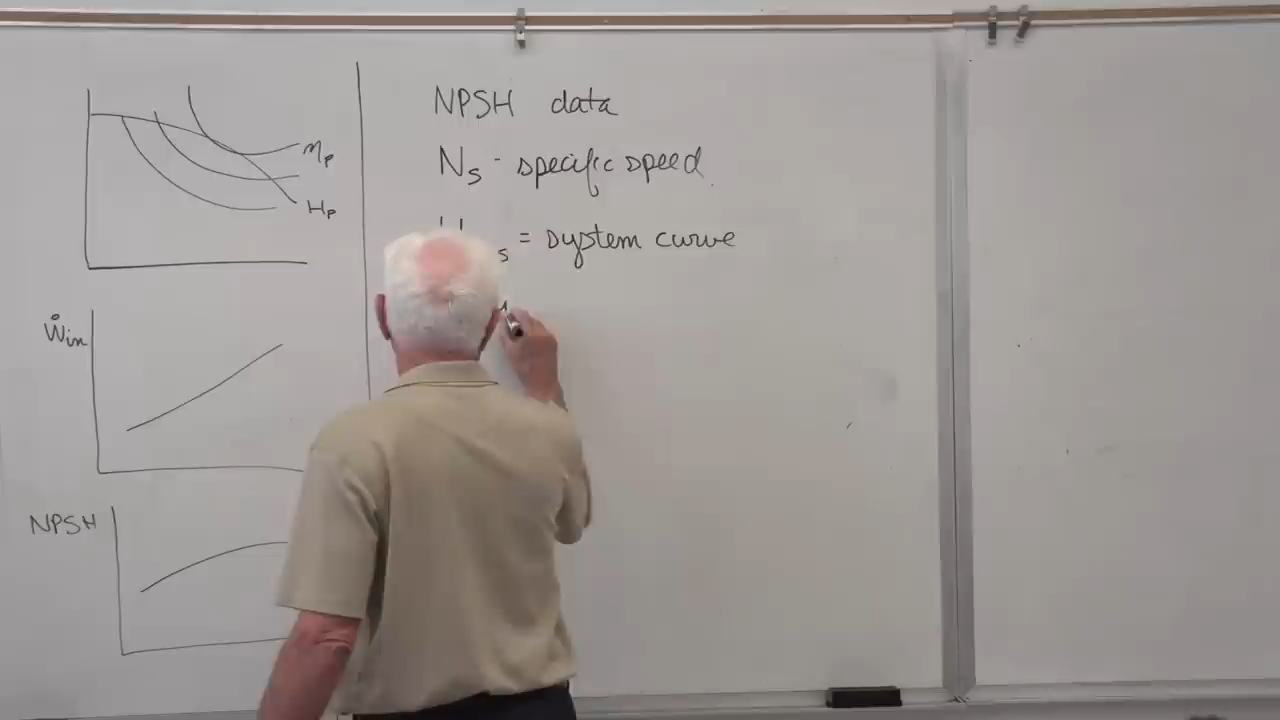 ηp
Hp
Ẇin
NPSH
NPSH data
Ns - specific speed
s = system curve